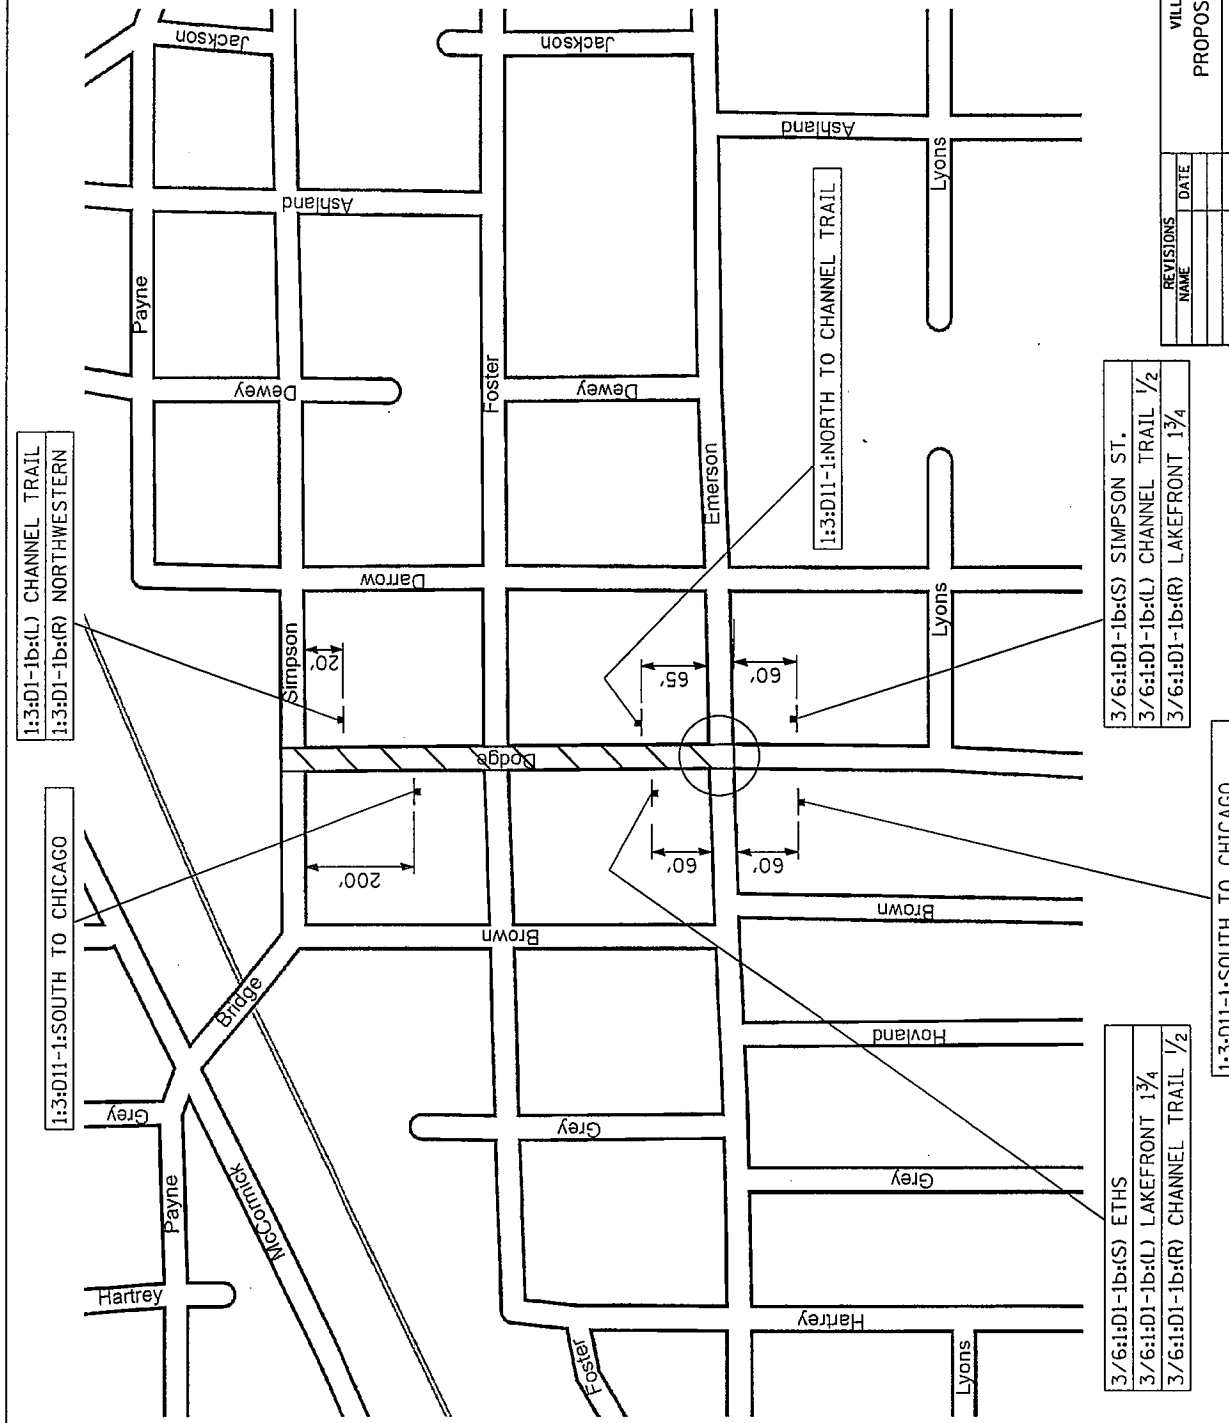 Jackson
Jackson
VILL
PROPOS
REVISIONS
NAME
DATE
Payne
Ashland
Ashland
Lyons
1:3:D11-1:NORTH TO CHANNEL TRAIL
Dewey
Foster
Dewey
1:3:D1-1b:(L) CHANNEL TRAIL
1:3:D1-1b:(R) NORTHWESTERN
Emerson
3/6:1:D1-1b:(S) SIMPSON ST.
3/6:1:D1-1b:(L) CHANNEL TRAIL 1/2
3/6:1:D1-1b:(R) LAKEFRONT 1 3/4
Darrow
Simpson
20'
65'
60'
Lyons
Dodge
1:3:D11-1:SOUTH TO CHICAGO
200'
60'
60'
1:3:D11-1:SOUTH TO CHICAGO
Brown
Brown
Bridge
Hovland
Grey
Grey
Grey
Payne
McCormick
3/6:1:D1-1b:(S) ETHS
3/6:1:D1-1b:(L) LAKEFRONT 1 3/4
3/6:1:D1-1b:(R) CHANNEL TRAIL 1/2
Hartrey
Hartrey
Foster
Lyons